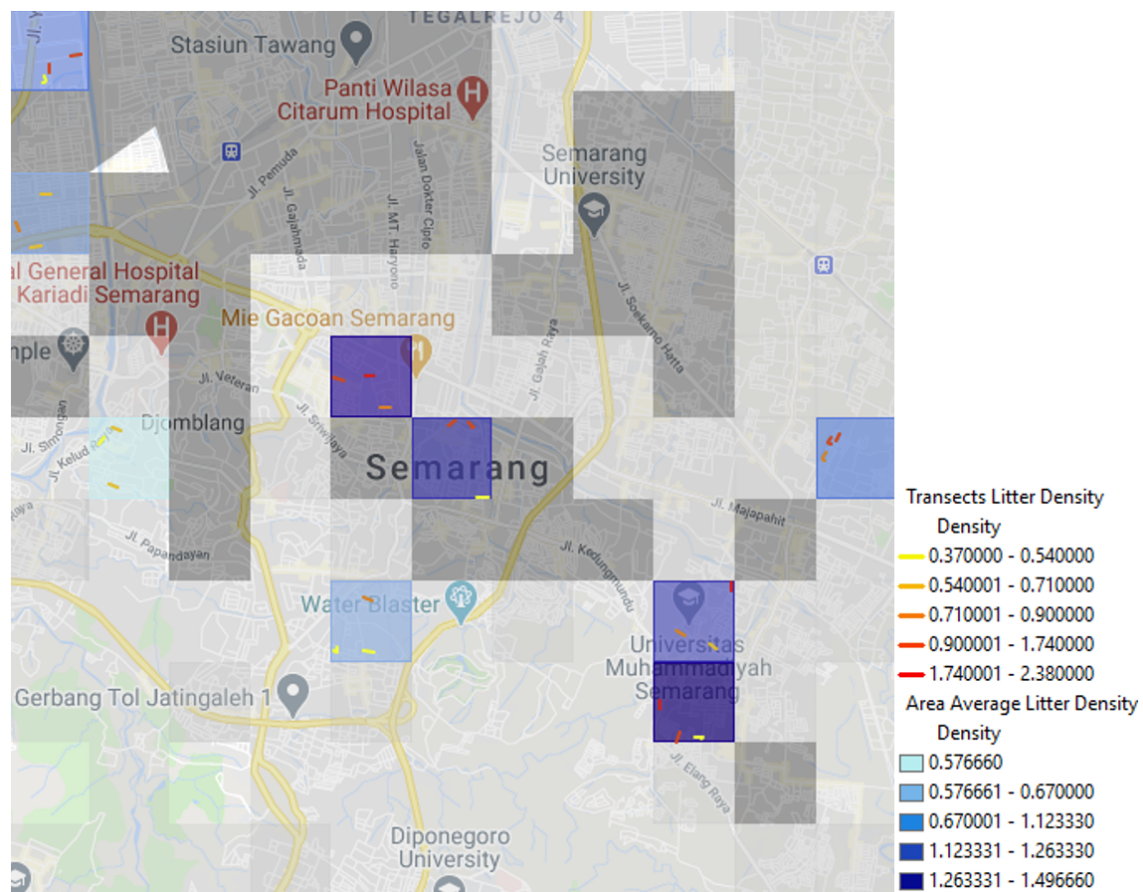 TEGALREJO 4
Stasiun Tawang
Panti Wilasa
Citarum Hospital
Semarang
University
Jl. Pemuda
Jl. Gajahmada
Jl. MT. Haryono
Jalan Dokter Cipto
al General Hospital
Kariadi Semarang
Mie Gacoan Semarang
Jl. Soekarno Hatta
Jl. Gajah Raya
mple
Jl. Veteran
Jl. Simongan
Jl. Kelud Raya
Djomblang
Jl. Sriwijaya
Semarang
Raya
Jl. Papandayan
Jl. Majapahit
Jl. Kedungmundu
Water Blaster
Universitas
Muhammadiyah
Semarang
Gerbang Tol Jatingaleh 1
Jl. Elang Raya
Diponegoro
University
Transects Litter Density
Density
0.370000 - 0.540000
0.540001 - 0.710000
0.710001 - 0.900000
0.900001 - 1.740000
1.740001 - 2.380000
Area Average Litter Density
Density
0.576660
0.576661 - 0.670000
0.670001 - 1.123330
1.123331 - 1.263330
1.263331 - 1.496660